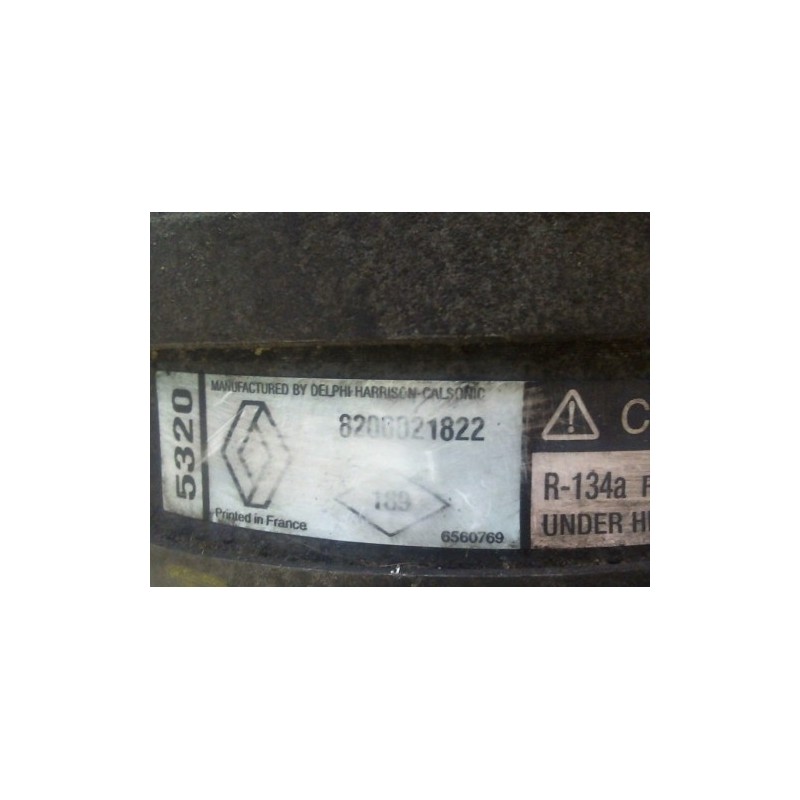 5320
MANUFACTURED BY DELPHI HARRISON-CALSONIC
8200021822
189
Printed in France
6560769
C
R-134a
UNDER